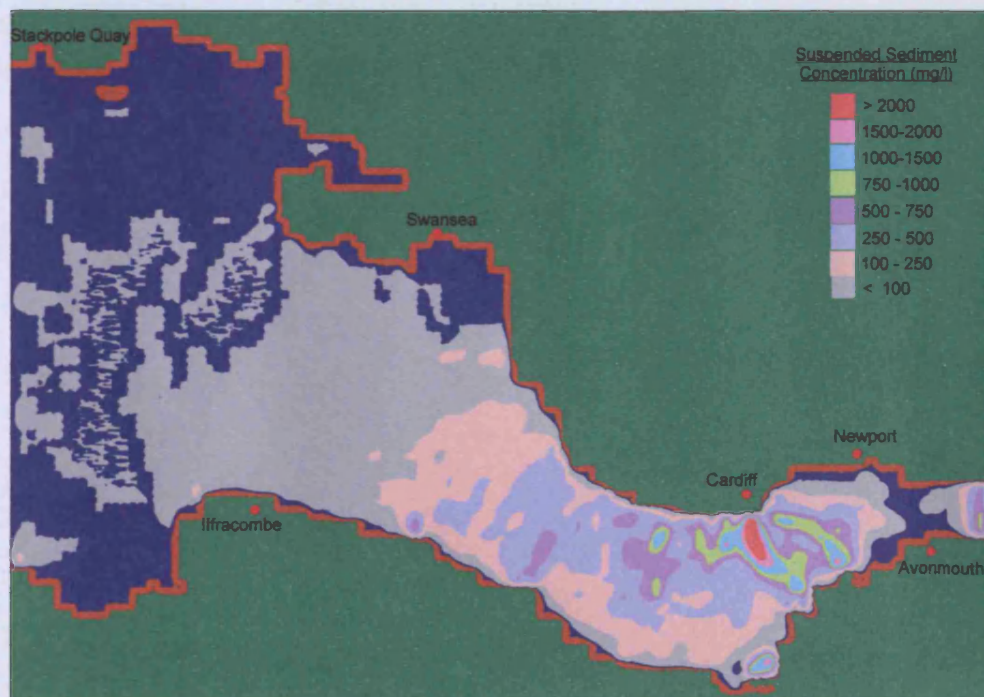 Stackpole Quay
Suspended Sediment
Concentration (mg/l)
> 2000
1500-2000
1000-1500
750 -1000
500 - 750
250 - 500
100 - 250
< 100
Swansea
Newport
Cardiff
Ilfracombe
Avonmouth